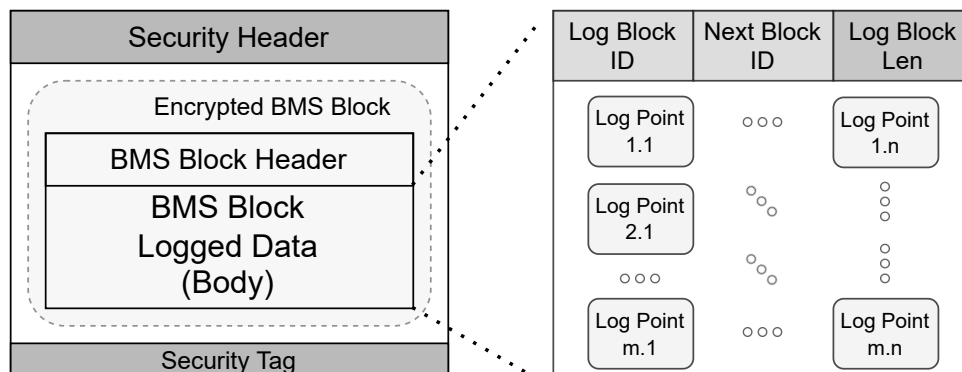 Security Header
Encrypted BMS Block
BMS Block Header
BMS Block
Logged Data
(Body)
Security Tag
Log Block
ID
Next Block
ID
Log Block
Len
Log Point
1.1
Log Point
1.n
Log Point
2.1
Log Point
m.1
Log Point
m.n